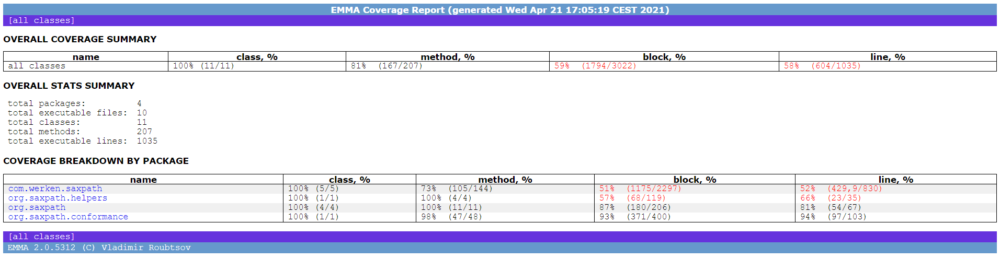 EMMA Coverage Report (generated Wed Apr 21 17:05:19 CEST 2021)
[all classes]
OVERALL COVERAGE SUMMARY
name class, % method, % block, % line, %
all classes 100% (11/11) 81% (167/207) 59% (1794/3022) 58% (604/1035)
OVERALL STATS SUMMARY
total packages: 4
total executable files: 10
total classes: 11
total methods: 207
total executable lines: 1035
COVERAGE BREAKDOWN BY PACKAGE
name class, % method, % block, % line, %
com.werken.saxpath 100% (5/5) 73% (105/144) 51% (1175/2297) 52% (429,9/830)
org.saxpath.helpers 100% (1/1) 100% (4/4) 57% (68/119) 66% (23/35)
org.saxpath 100% (4/4) 100% (11/11) 87% (180/206) 81% (54/67)
org.saxpath.conformance 100% (1/1) 98% (47/48) 93% (371/400) 94% (97/103)
[all classes]
EMMA 2.0.5312 (C) Vladimir Roubtsov